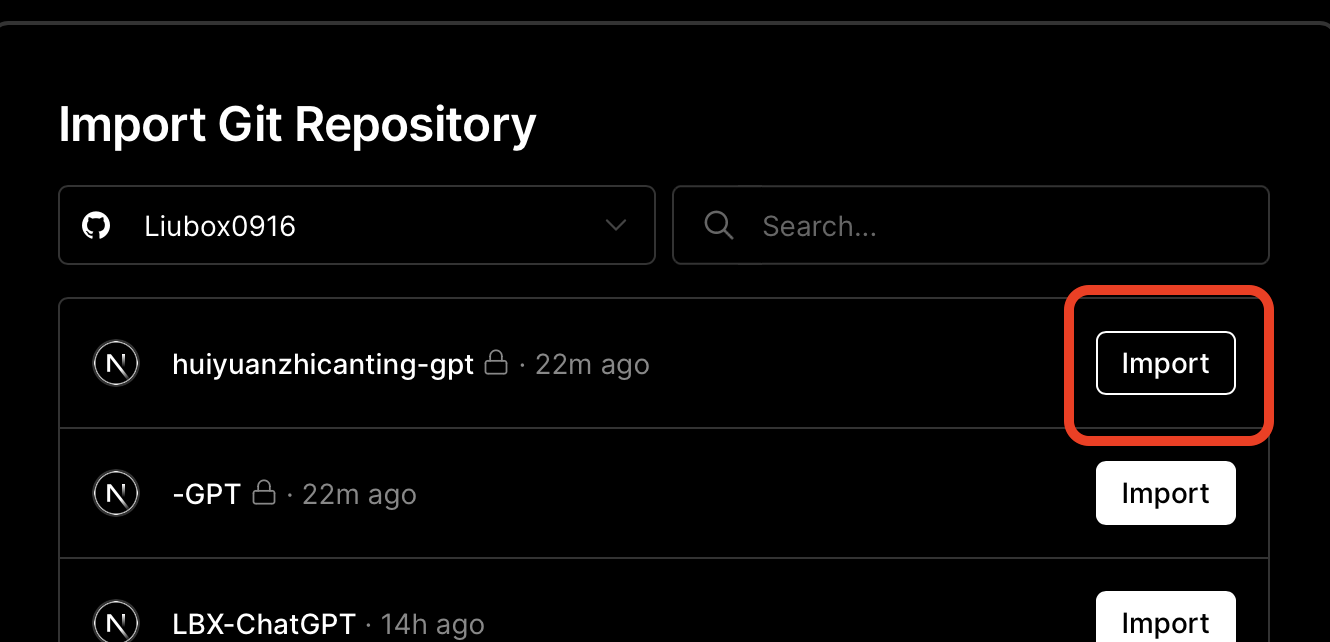 Import Git Repository
Liubox0916
Search...
huiyuanzhicanting-gpt · 22m ago
Import
-GPT · 22m ago
Import
LBX-ChatGPT · 14h ago
Import